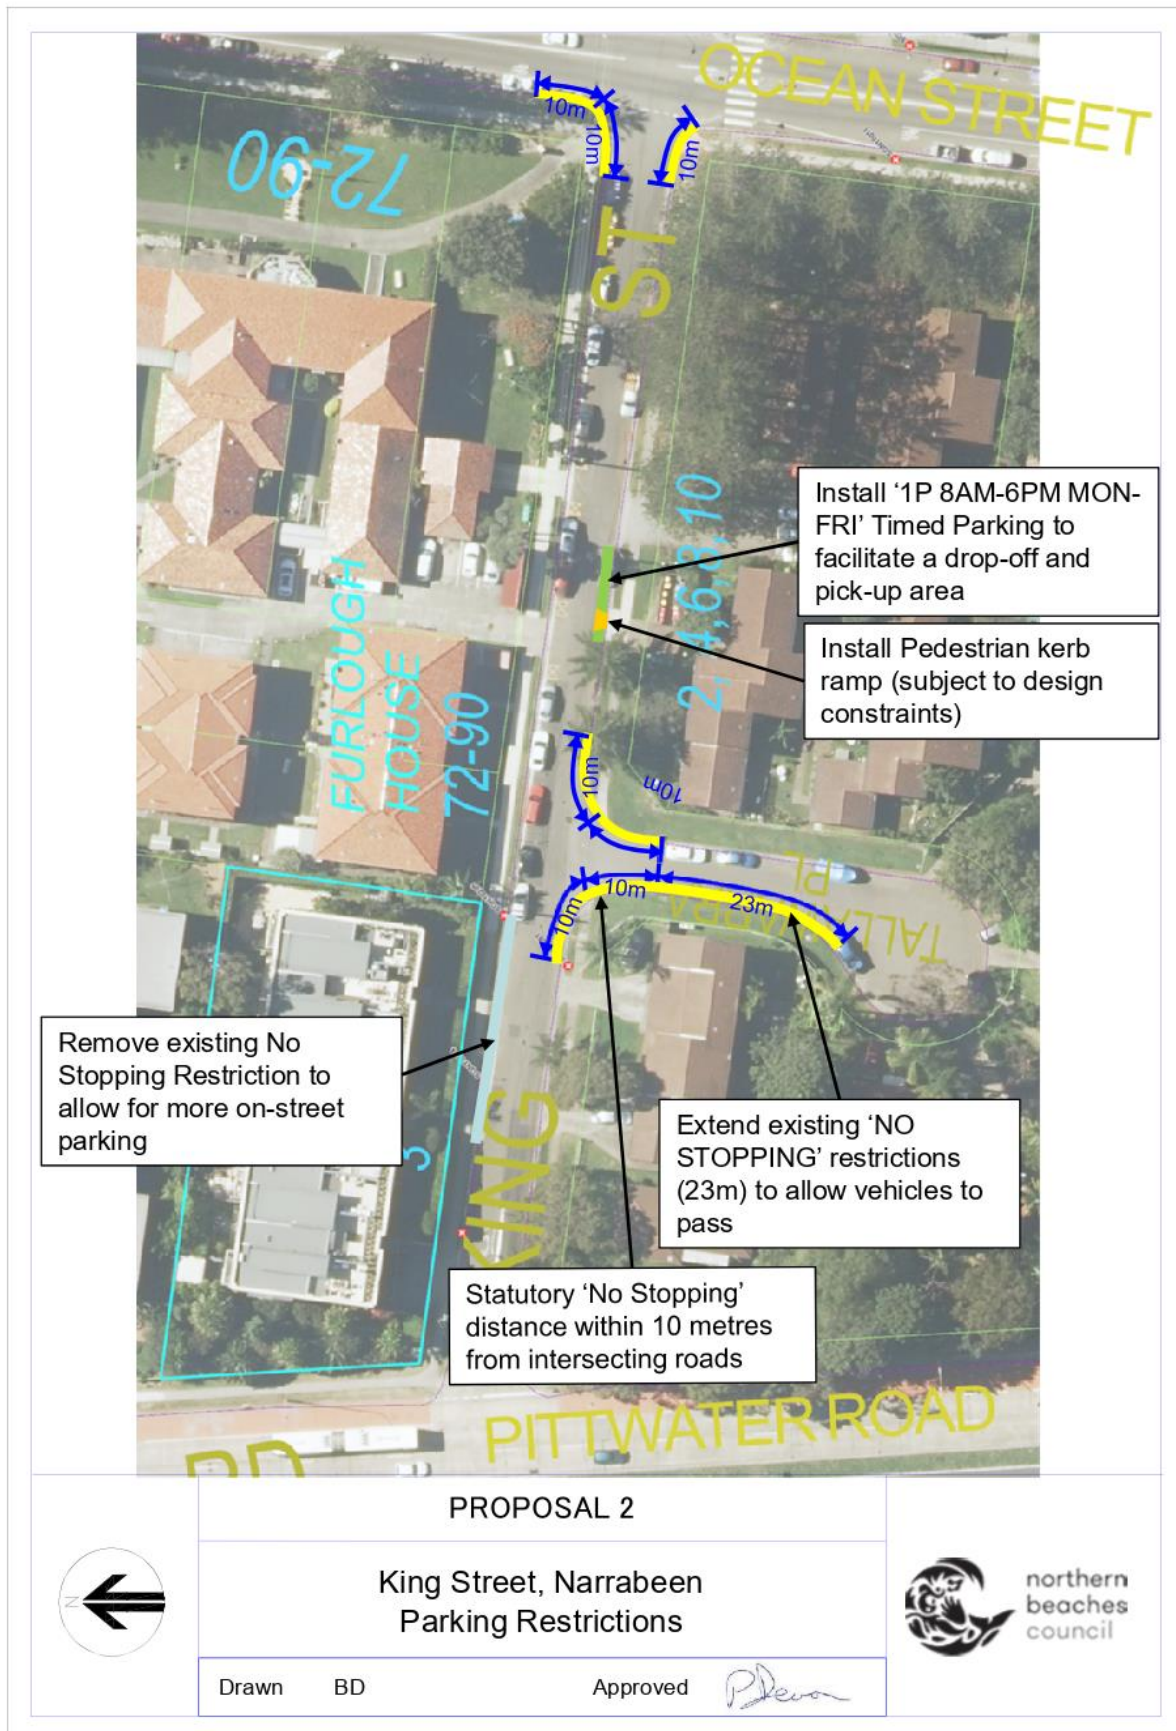 OCEAN STREET
10m
10m
10m
72-90
ST
Install ‘1P 8AM-6PM MON-
FRI’ Timed Parking to
facilitate a drop-off and
pick-up area
2, 4,6,8,10
FURLOUGH
HOUSE
72-90
Install Pedestrian kerb
ramp (subject to design
constraints)
10m
10m
10m
10m
23m
TALLAWARRA
PL
Remove existing No
Stopping Restriction to
allow for more on-street
parking
3
KING
Extend existing ‘NO
STOPPING’ restrictions
(23m) to allow vehicles to
pass
Statutory ‘No Stopping’
distance within 10 metres
from intersecting roads
PITTWATER ROAD
RD
PROPOSAL 2
N
King Street, Narrabeen
Parking Restrictions
northern
beaches
council
Drawn BD Approved